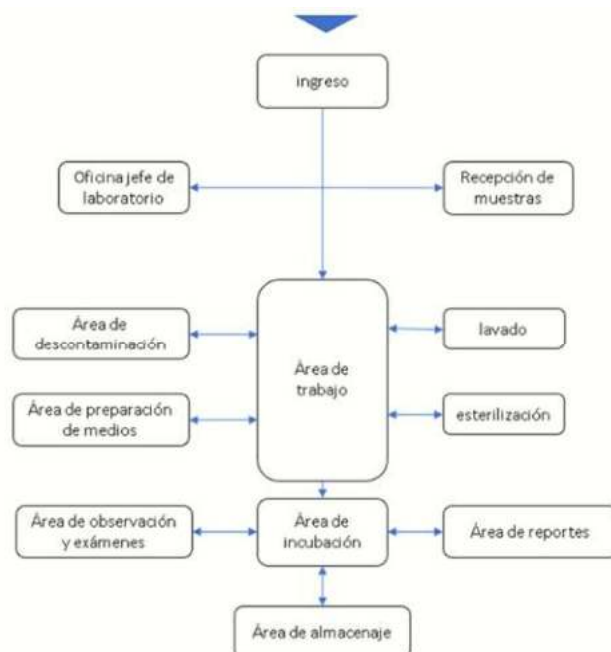 ingreso
Oficina jefe de
laboratorio
Recepción de
muestras
Área de
descontaminación
Área de
trabajo
lavado
Área de preparación
de medios
esterilización
Área de observación
y exámenes
Área de
incubación
Área de reportes
Área de almacenaje